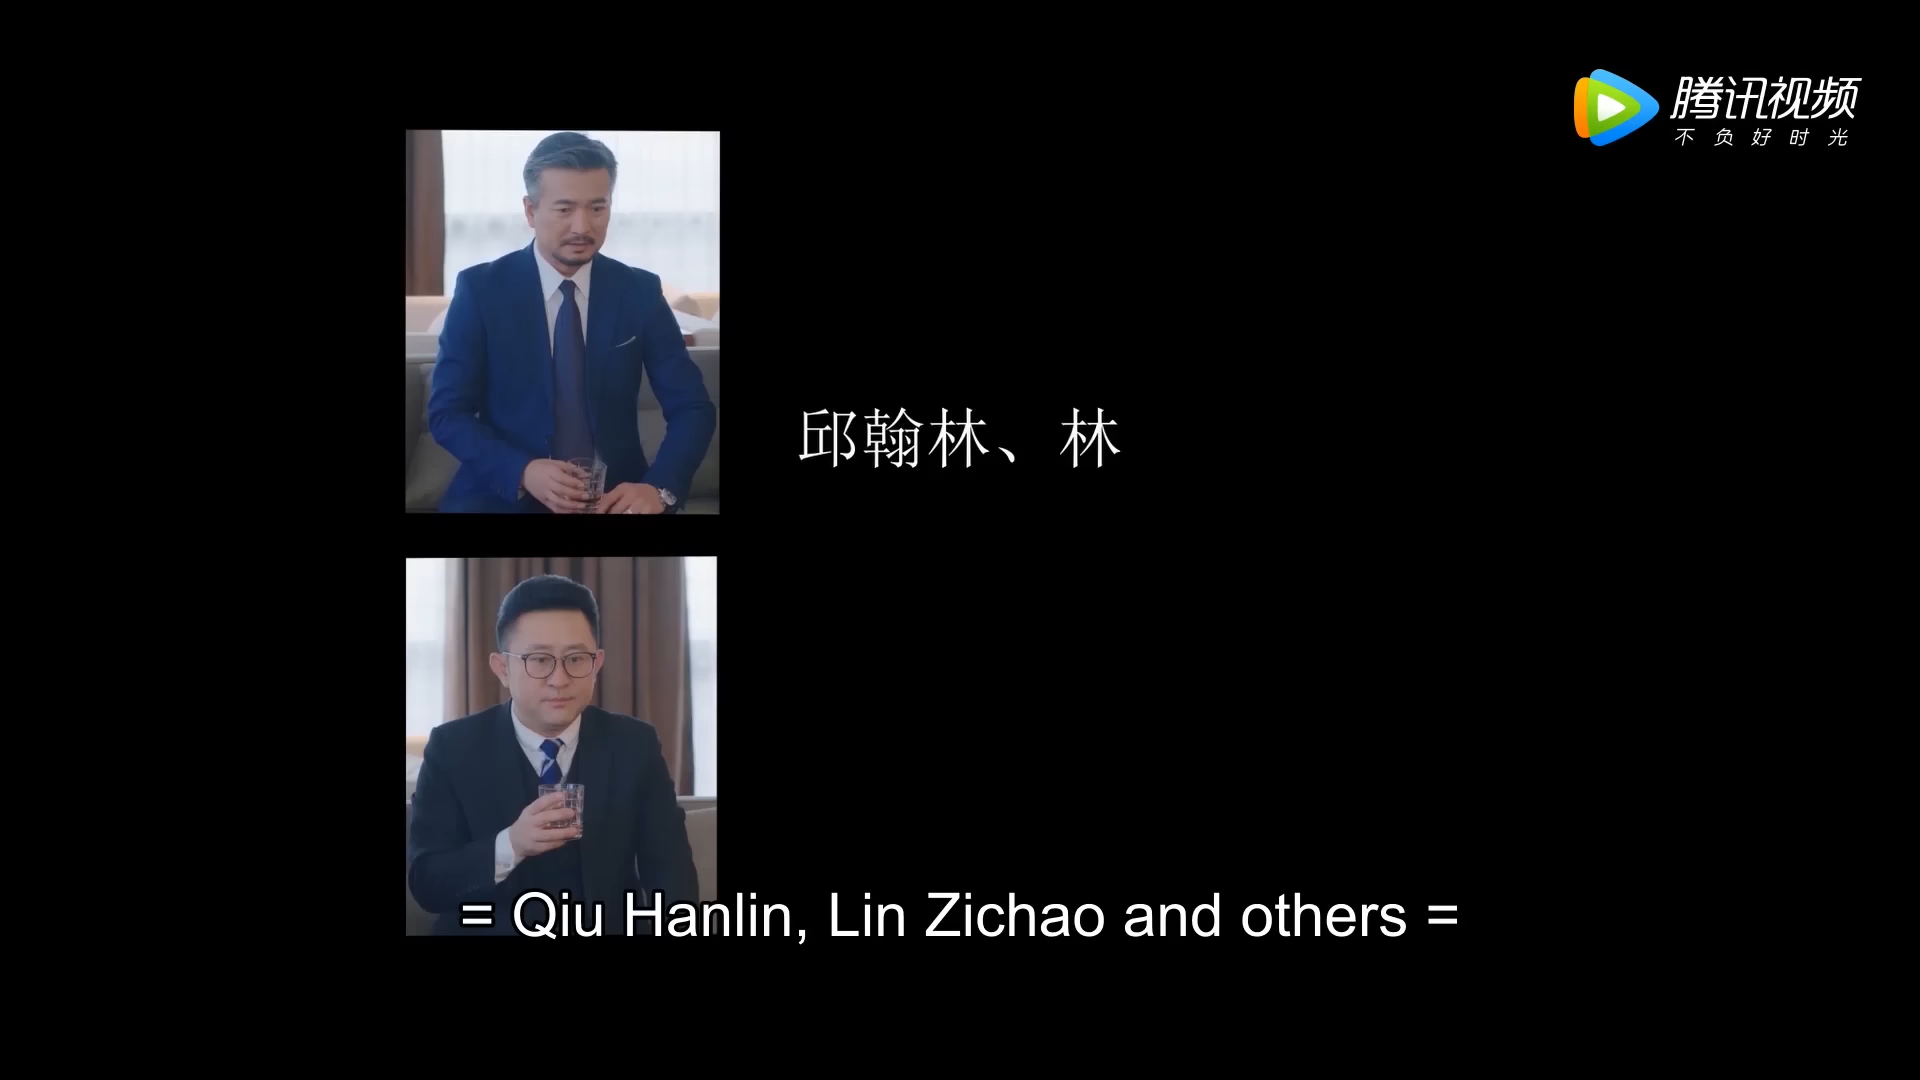 腾讯视频
不负好时光
邱翰林、林
= Qiu Hanlin, Lin Zichao and others =